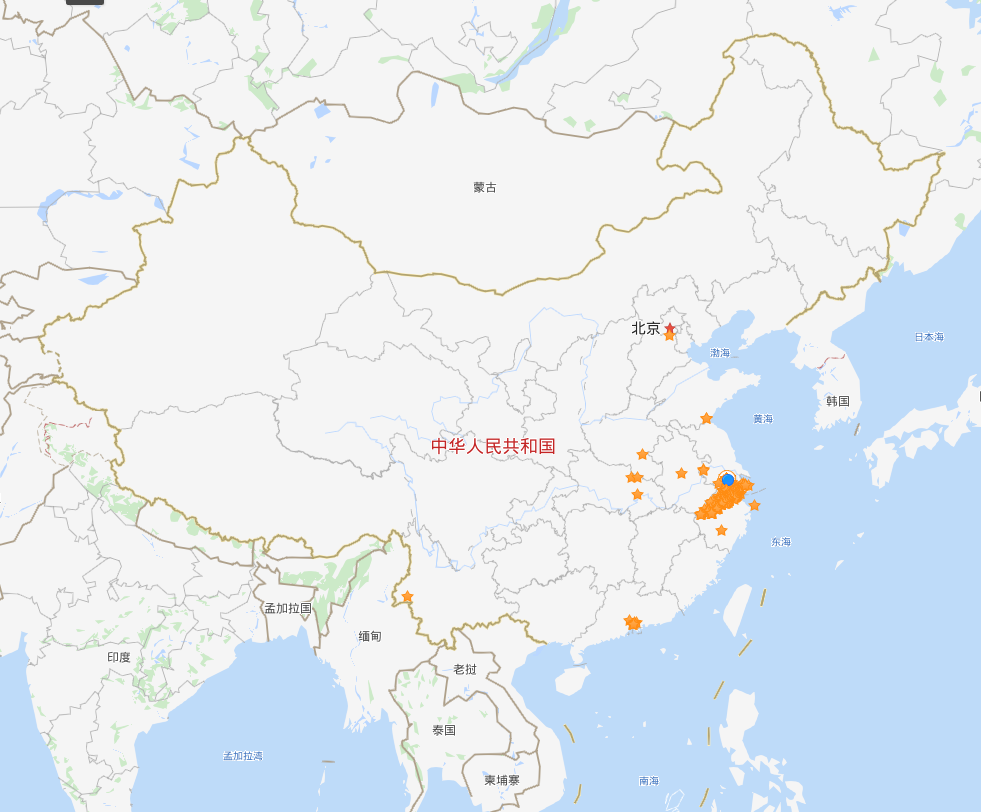 蒙古
北京
渤海
日本海
韩国
黄海
中华人民共和国
东海
孟加拉国
缅甸
印度
老挝
泰国
孟加拉湾
南海
柬埔寨